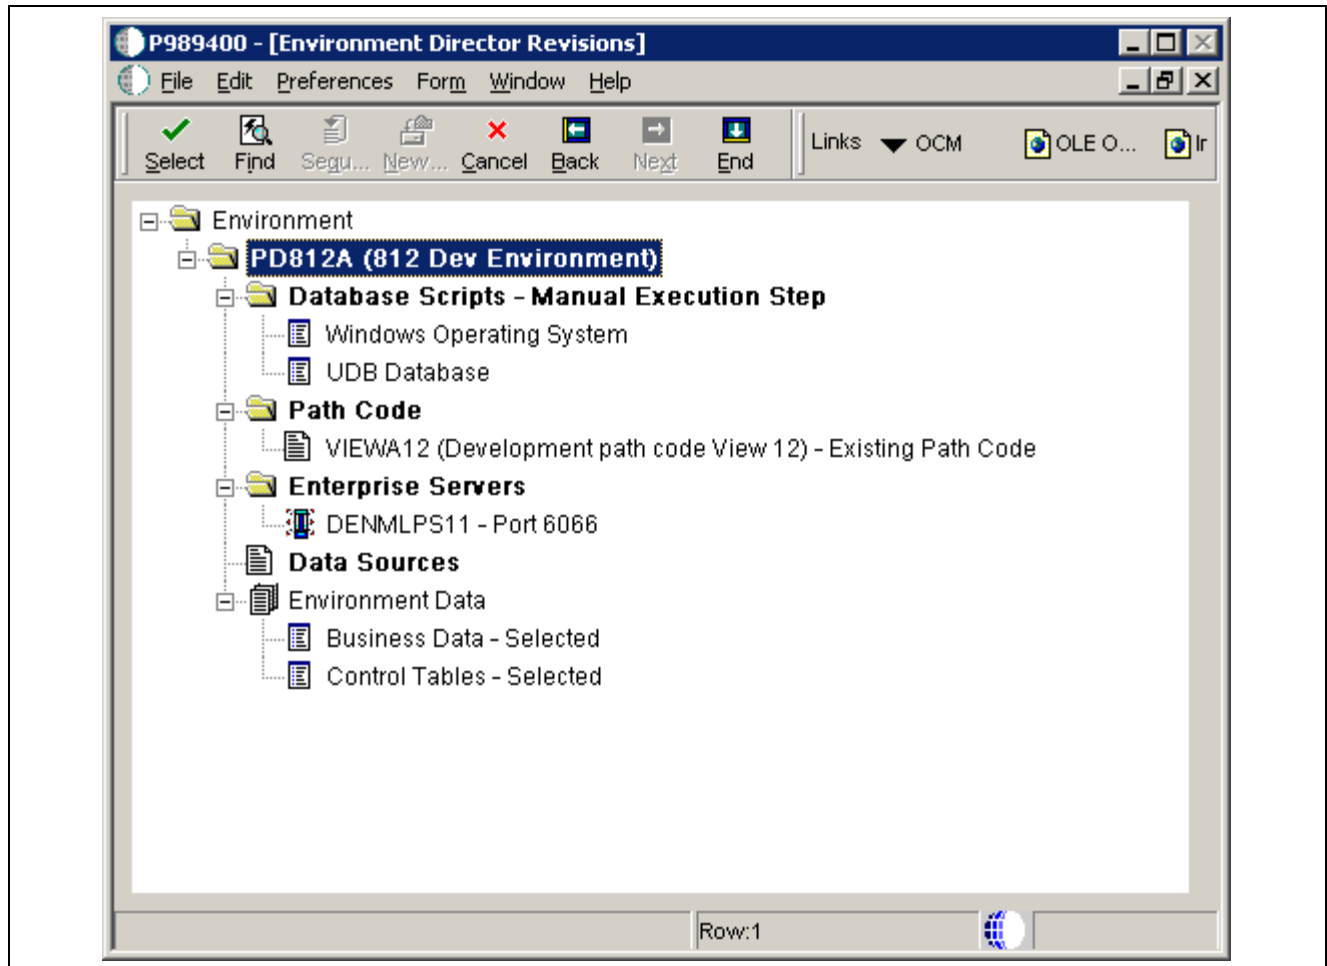 P989400 - [Environment Director Revisions]
File Edit Preferences Form Window Help
Select Find Sequ... New... Cancel Back Next End Links OCM OLE O... Ir
Environment
PD812A (812 Dev Environment)
Database Scripts - Manual Execution Step
Windows Operating System
UDB Database
Path Code
VIEWA12 (Development path code View 12) - Existing Path Code
Enterprise Servers
DENMLPS11 - Port 6066
Data Sources
Environment Data
Business Data - Selected
Control Tables - Selected
Row:1